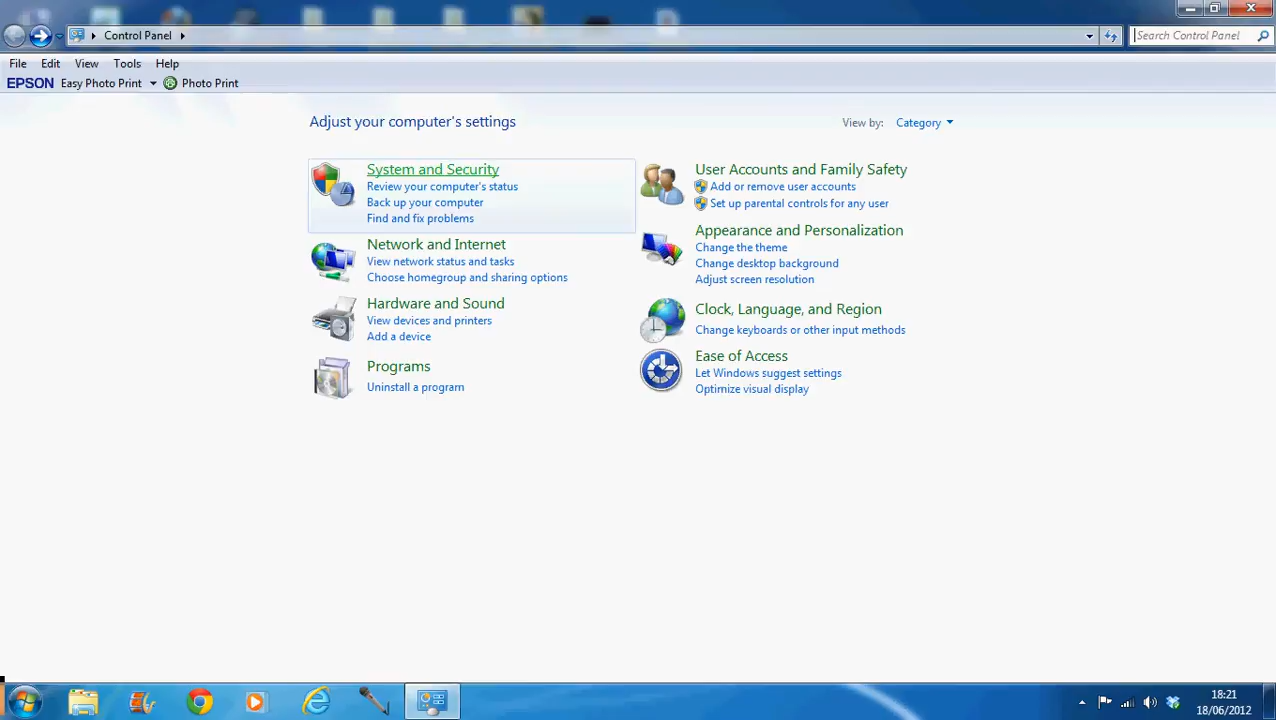 Control Panel
Search Control Panel
File Edit View Tools Help
EPSON Easy Photo Print Photo Print
Adjust your computer's settings
View by: Category
System and Security
Review your computer's status
Back up your computer
Find and fix problems
Network and Internet
View network status and tasks
Choose homegroup and sharing options
Hardware and Sound
View devices and printers
Add a device
Programs
Uninstall a program
User Accounts and Family Safety
Add or remove user accounts
Set up parental controls for any user
Appearance and Personalization
Change the theme
Change desktop background
Adjust screen resolution
Clock, Language, and Region
Change keyboards or other input methods
Ease of Access
Let Windows suggest settings
Optimize visual display
18:21
18/06/2012